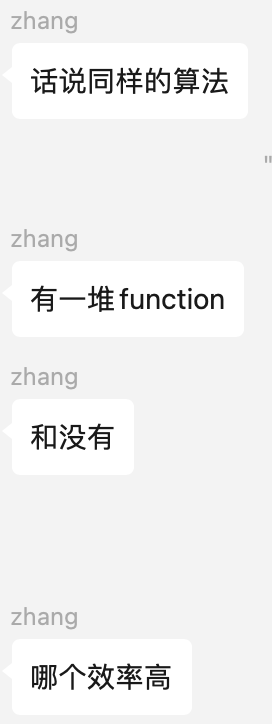 zhang
话说同样的算法
"
zhang
有一堆function
zhang
和没有
zhang
哪个效率高